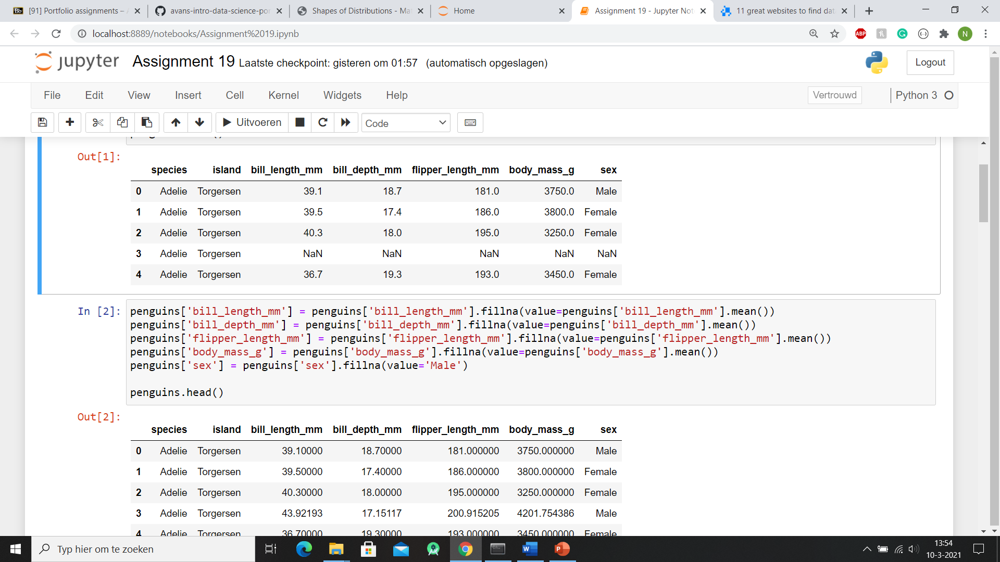 [91] Portfolio assignments –
avans-intro-data-science-por
Shapes of Distributions - Ma
Home
Assignment 19 - Jupyter Not
11 great websites to find dat
localhost:8889/notebooks/Assignment%2019.ipynb
jupyter Assignment 19 Laatste checkpoint: gisteren om 01:57 (automatisch opgeslagen)
Logout
File Edit View Insert Cell Kernel Widgets Help
Vertrouwd Python 3
Uitvoeren Code
Out[1]:
species island bill_length_mm bill_depth_mm flipper_length_mm body_mass_g sex
0 Adelie Torgersen 39.1 18.7 181.0 3750.0 Male
1 Adelie Torgersen 39.5 17.4 186.0 3800.0 Female
2 Adelie Torgersen 40.3 18.0 195.0 3250.0 Female
3 Adelie Torgersen NaN NaN NaN NaN NaN
4 Adelie Torgersen 36.7 19.3 193.0 3450.0 Female
In [2]:
penguins['bill_length_mm'] = penguins['bill_length_mm'].fillna(value=penguins['bill_length_mm'].mean())
penguins['bill_depth_mm'] = penguins['bill_depth_mm'].fillna(value=penguins['bill_depth_mm'].mean())
penguins['flipper_length_mm'] = penguins['flipper_length_mm'].fillna(value=penguins['flipper_length_mm'].mean())
penguins['body_mass_g'] = penguins['body_mass_g'].fillna(value=penguins['body_mass_g'].mean())
penguins['sex'] = penguins['sex'].fillna(value='Male')
penguins.head()
Out[2]:
species island bill_length_mm bill_depth_mm flipper_length_mm body_mass_g sex
0 Adelie Torgersen 39.10000 18.70000 181.000000 3750.000000 Male
1 Adelie Torgersen 39.50000 17.40000 186.000000 3800.000000 Female
2 Adelie Torgersen 40.30000 18.00000 195.000000 3250.000000 Female
3 Adelie Torgersen 43.92193 17.15117 200.915205 4201.754386 Male
4 Adelie Torgersen 36.70000 19.30000 193.000000 3450.000000 Female
Typ hier om te zoeken
13:54
10-3-2021